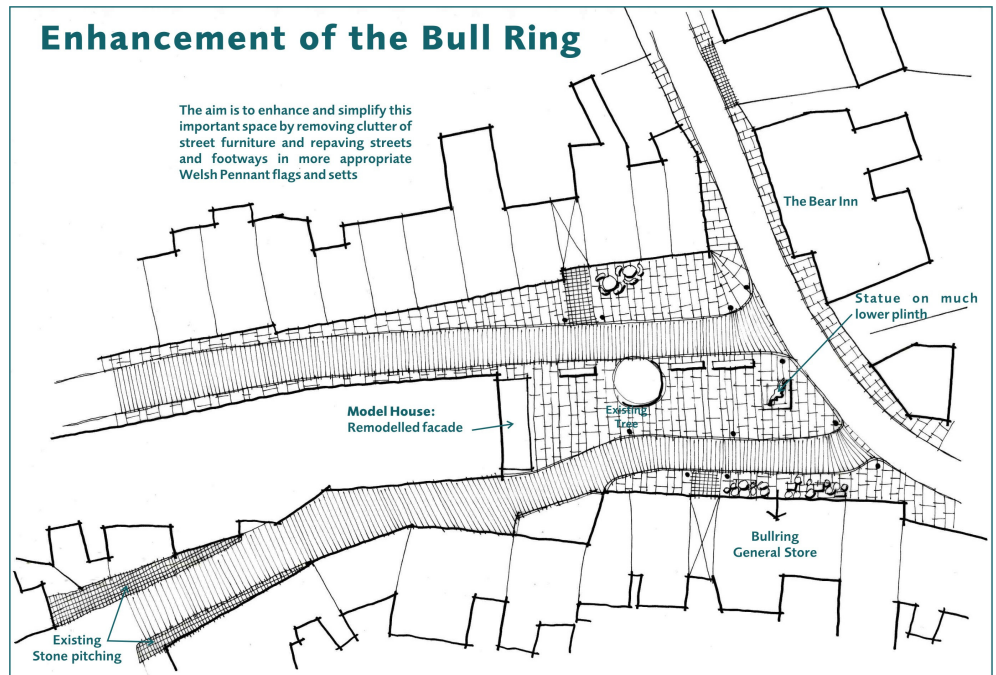 Enhancement of the Bull Ring
The aim is to enhance and simplify this
important space by removing clutter of
street furniture and repaving streets
and footways in more appropriate
Welsh Pennant flags and setts
The Bear Inn
Statue on much
lower plinth
Model House:
Remodelled facade
Existing
Tree
Bullring
General Store
Existing
Stone pitching